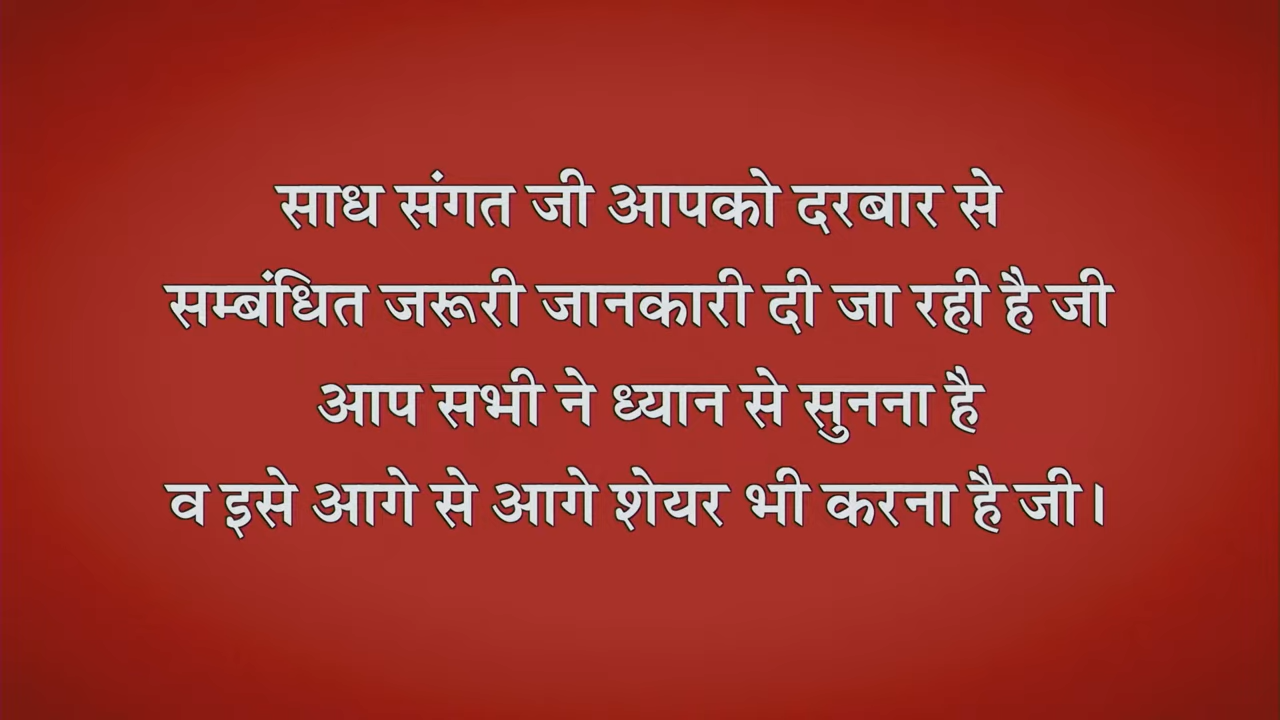 साध संगत जी आपको दरबार से
सम्बंधित जरूरी जानकारी दी जा रही है जी
आप सभी ने ध्यान से सुनना है
व इसे आगे से आगे शेयर भी करना है जी।